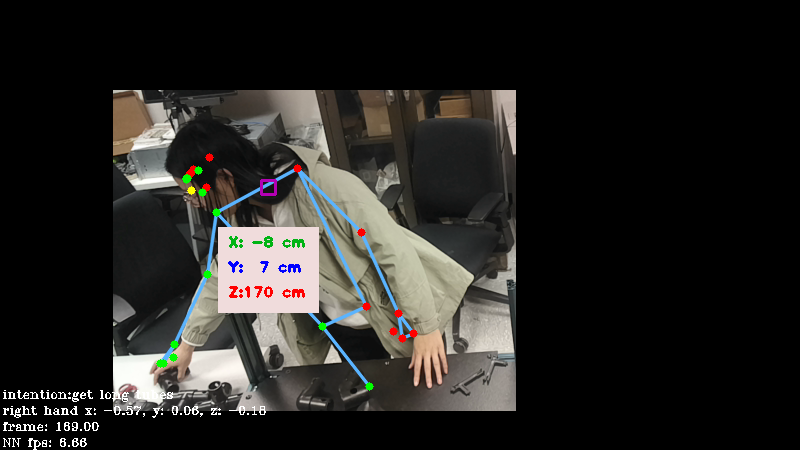 X: -8 cm
Y: 7 cm
Z:170 cm
intention:get long tubes
right hand x: -0.57, y: 0.06, z: -0.18
frame: 169.00
NN fps: 6.66